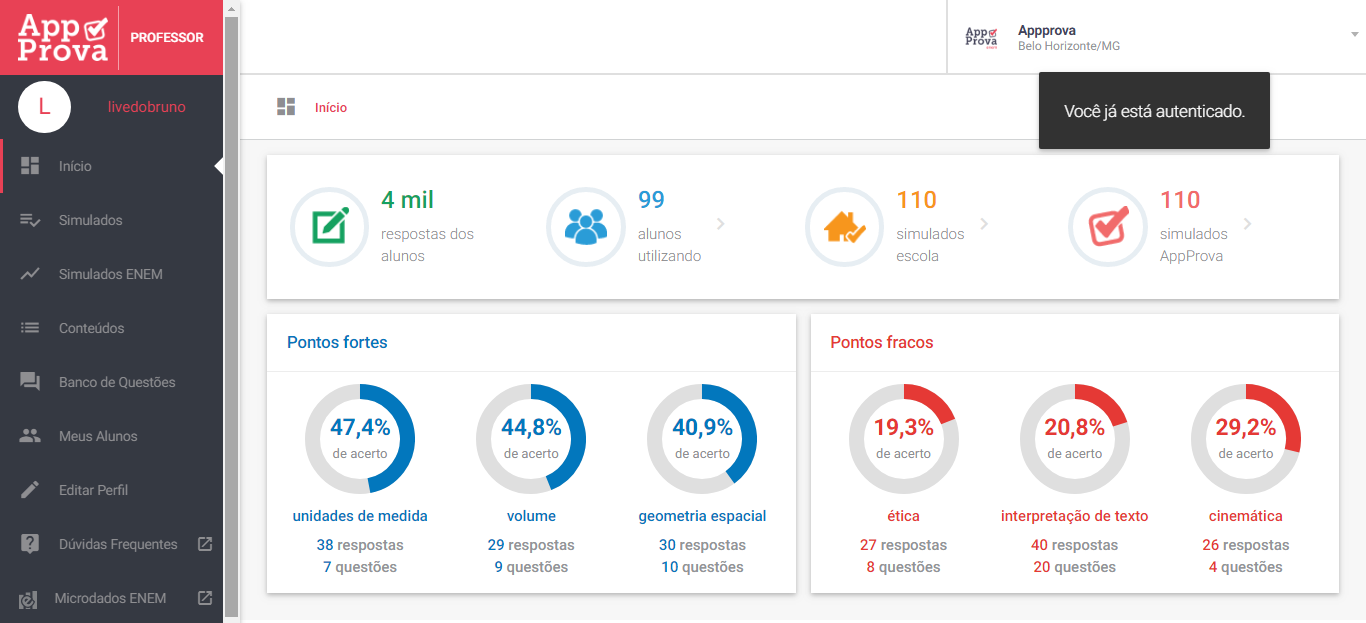 App
Prova
PROFESSOR
L
livedobruno
Início
Simulados
Simulados ENEM
Conteúdos
Banco de Questões
Meus Alunos
Editar Perfil
Dúvidas Frequentes
Microdados ENEM
App
Prova
Appprova
Belo Horizonte/MG
Início
Você já está autenticado.
4 mil
respostas dos
alunos
99
alunos
utilizando
110
simulados
escola
110
simulados
AppProva
Pontos fortes
47,4%
de acerto
unidades de medida
38 respostas
7 questões
44,8%
de acerto
volume
29 respostas
9 questões
40,9%
de acerto
geometria espacial
30 respostas
10 questões
Pontos fracos
19,3%
de acerto
ética
27 respostas
8 questões
20,8%
de acerto
interpretação de texto
40 respostas
20 questões
29,2%
de acerto
cinemática
26 respostas
4 questões